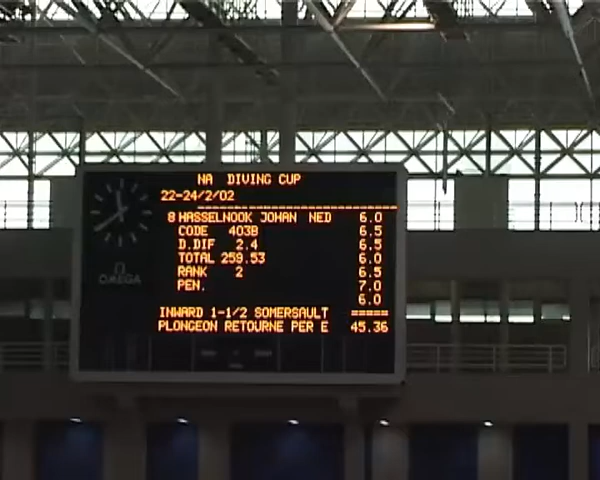 NA DIVING CUP
22-24/2/02
8 HASSELNOOK JOHAN NED 6.0
CODE 403B 6.5
D.DIF 2.4 6.5
TOTAL 259.53 6.0
RANK 2 6.5
PEN. 7.0
6.0
INWARD 1-1/2 SOMERSAULT =====
PLONGEON RETOURNE PER E 45.36
OMEGA